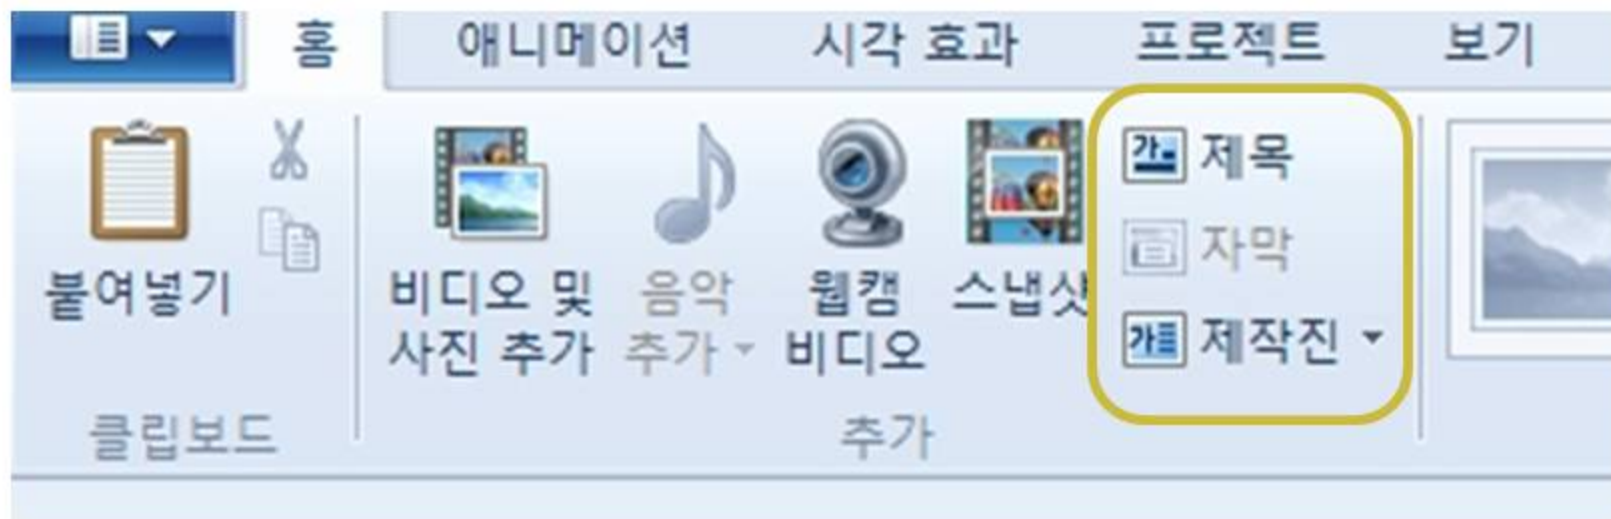 홈 애니메이션 시각 효과 프로젝트 보기
붙여넣기
비디오 및
사진 추가
음악
추가
웹캠
비디오
스냅샷
가 제목
자막
가 제작진
클립보드
추가